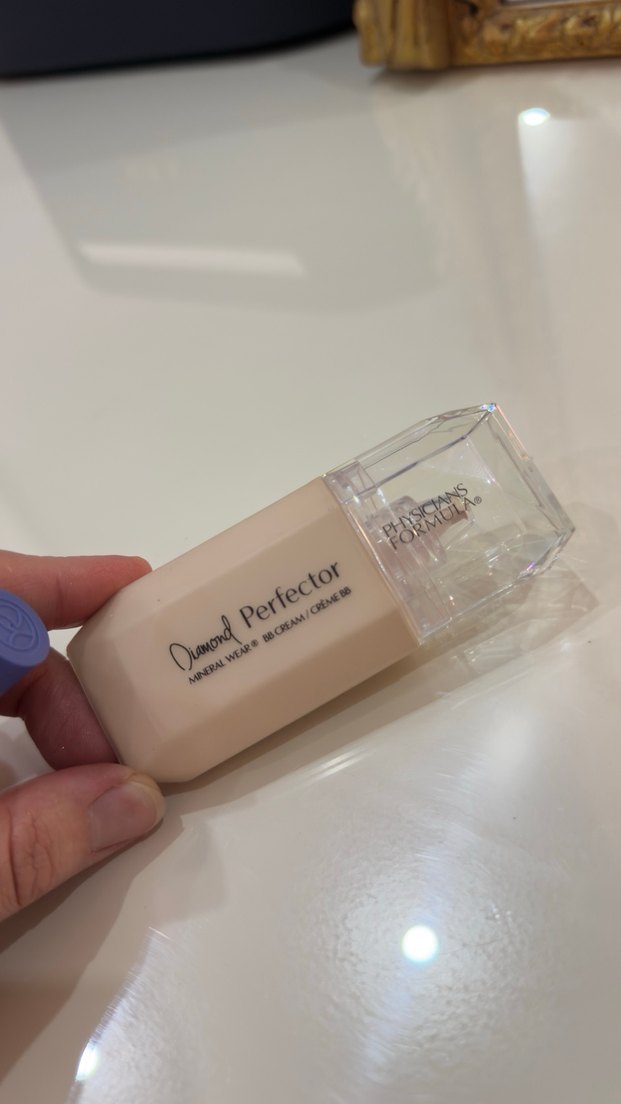 Diamond Perfector
MINERAL WEAR® BB CREAM / CRÈME BB
PHYSICIANS
FORMULA®